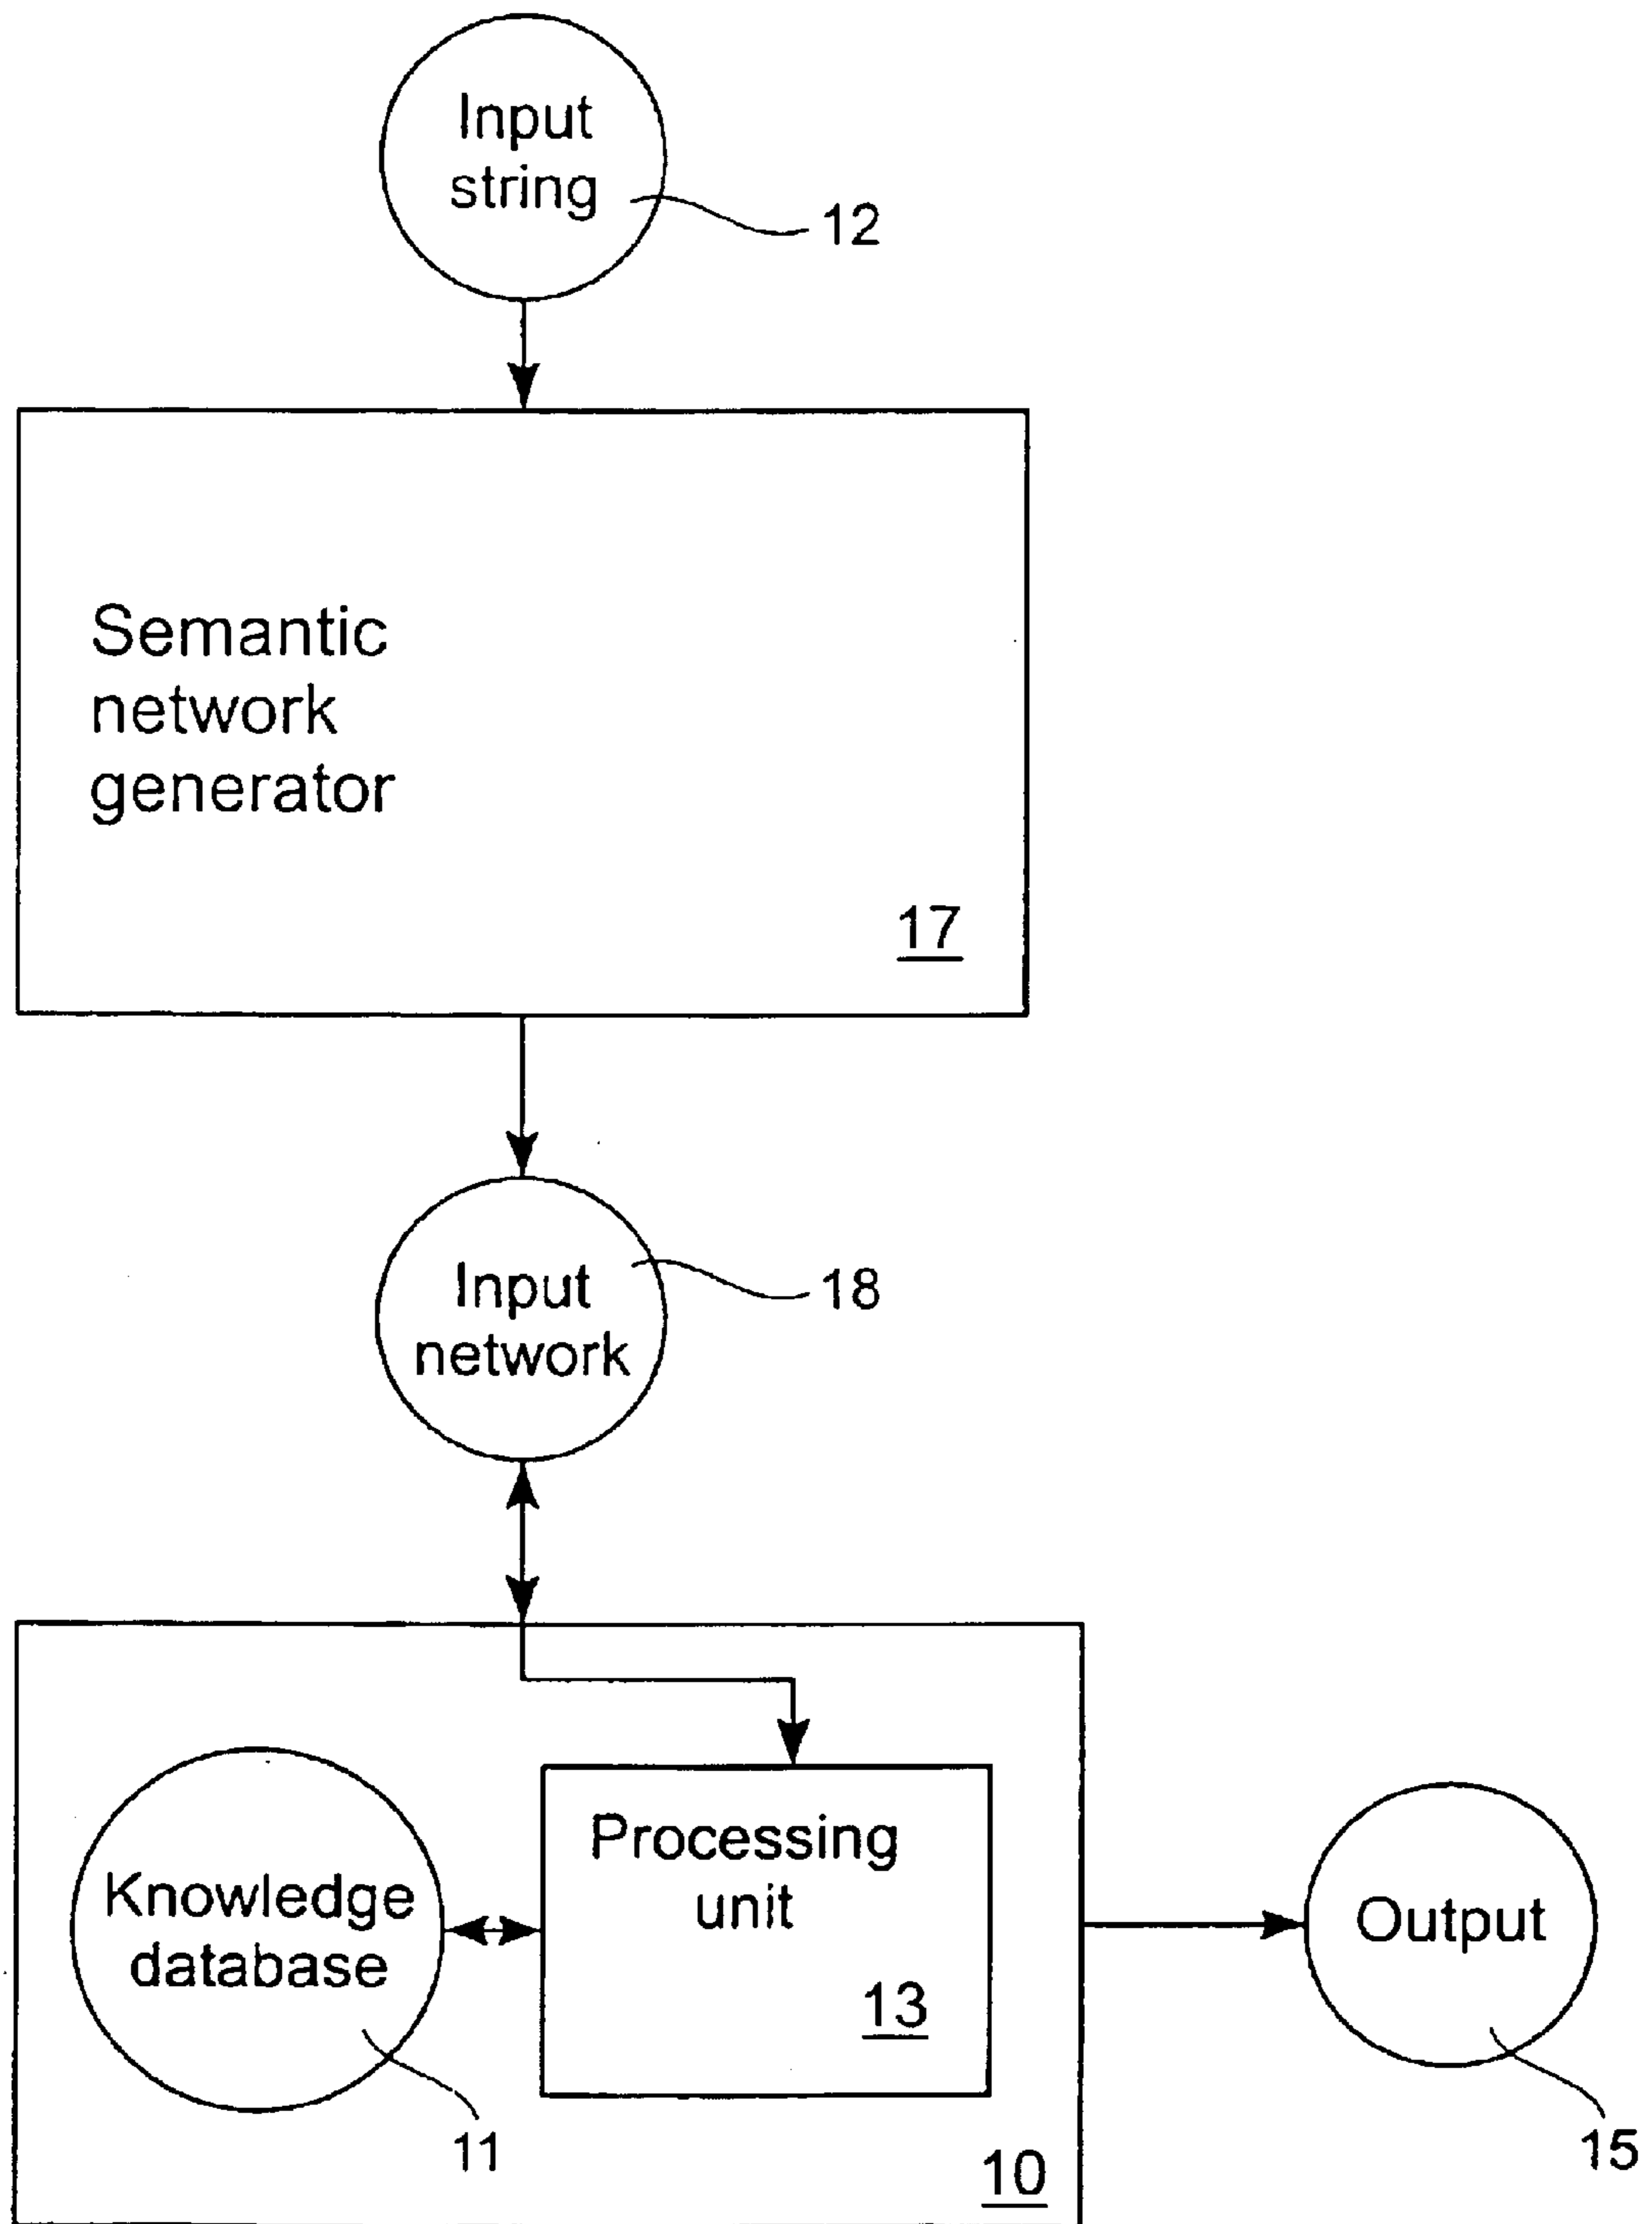 Input
string
12
Semantic
network
generator
17
Input
network
18
Knowledge
database
11
Processing
unit
13
10
Output
15